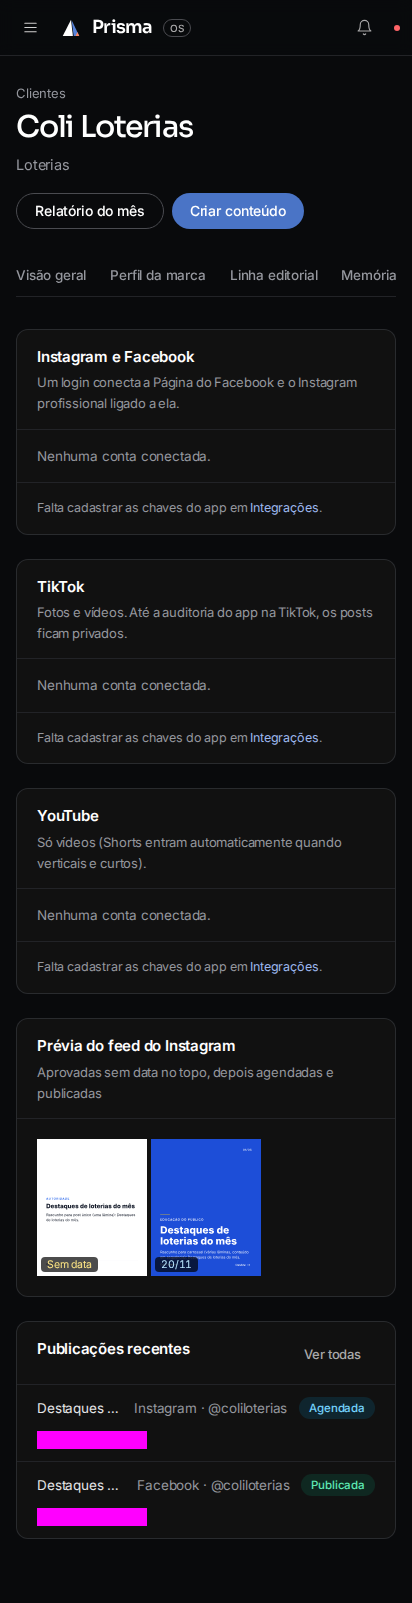 Prisma OS
Clientes
Coli Loterias
Loterias
Relatório do mês Criar conteúdo
Visão geral Perfil da marca Linha editorial Memória
Instagram e Facebook
Um login conecta a Página do Facebook e o Instagram
profissional ligado a ela.
Nenhuma conta conectada.
Falta cadastrar as chaves do app em Integrações.
TikTok
Fotos e vídeos. Até a auditoria do app na TikTok, os posts
ficam privados.
Nenhuma conta conectada.
Falta cadastrar as chaves do app em Integrações.
YouTube
Só vídeos (Shorts entram automaticamente quando
verticais e curtos).
Nenhuma conta conectada.
Falta cadastrar as chaves do app em Integrações.
Prévia do feed do Instagram
Aprovadas sem data no topo, depois agendadas e
publicadas
Destaques de loterias do mês
Sem data
EDUCAÇÃO DO PÚBLICO
Destaques de
loterias do mês
20/11
Publicações recentes Ver todas
Destaques ... Instagram · @coliloterias Agendada
Destaques ... Facebook · @coliloterias Publicada